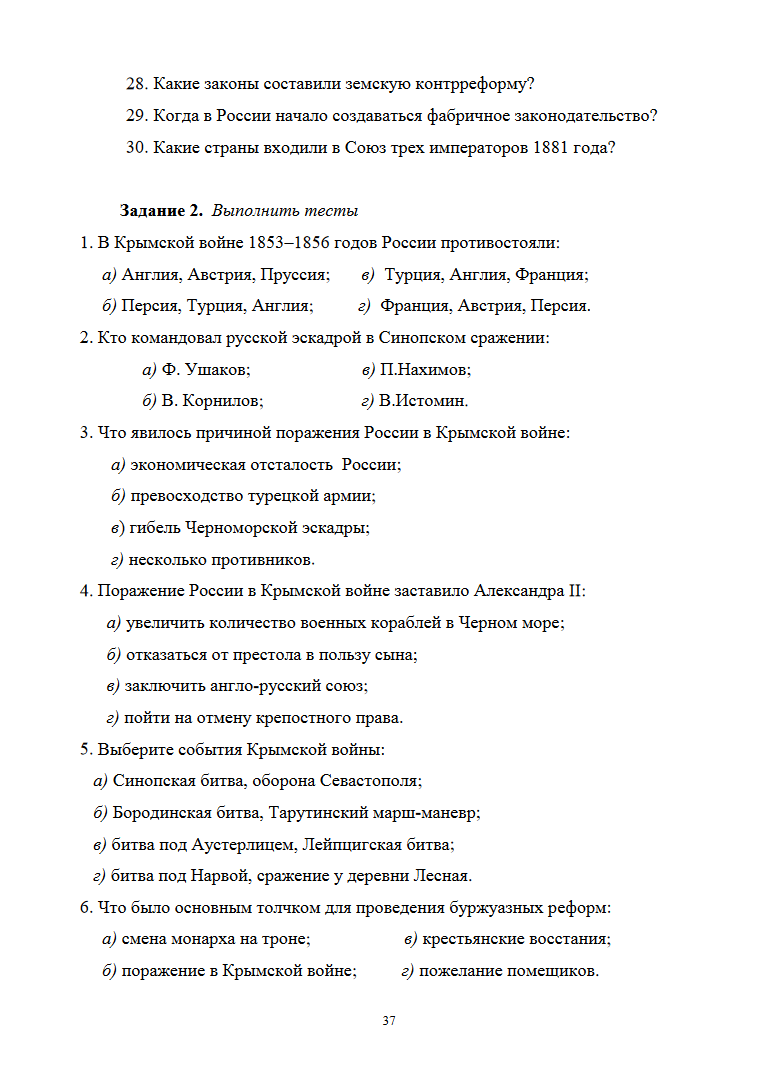 28. Какие законы составили земскую контрреформу?
29. Когда в России начало создаваться фабричное законодательство?
30. Какие страны входили в Союз трех императоров 1881 года?
Задание 2. Выполнить тесты
1. В Крымской войне 1853–1856 годов России противостояли:
а) Англия, Австрия, Пруссия; в) Турция, Англия, Франция;
б) Персия, Турция, Англия; г) Франция, Австрия, Персия.
2. Кто командовал русской эскадрой в Синопском сражении:
а) Ф. Ушаков; в) П.Нахимов;
б) В. Корнилов; г) В.Истомин.
3. Что явилось причиной поражения России в Крымской войне:
а) экономическая отсталость России;
б) превосходство турецкой армии;
в) гибель Черноморской эскадры;
г) несколько противников.
4. Поражение России в Крымской войне заставило Александра II:
а) увеличить количество военных кораблей в Черном море;
б) отказаться от престола в пользу сына;
в) заключить англо-русский союз;
г) пойти на отмену крепостного права.
5. Выберите события Крымской войны:
а) Синопская битва, оборона Севастополя;
б) Бородинская битва, Тарутинский марш-маневр;
в) битва под Аустерлицем, Лейпцигская битва;
г) битва под Нарвой, сражение у деревни Лесная.
6. Что было основным толчком для проведения буржуазных реформ:
а) смена монарха на троне; в) крестьянские восстания;
б) поражение в Крымской войне; г) пожелание помещиков.
37